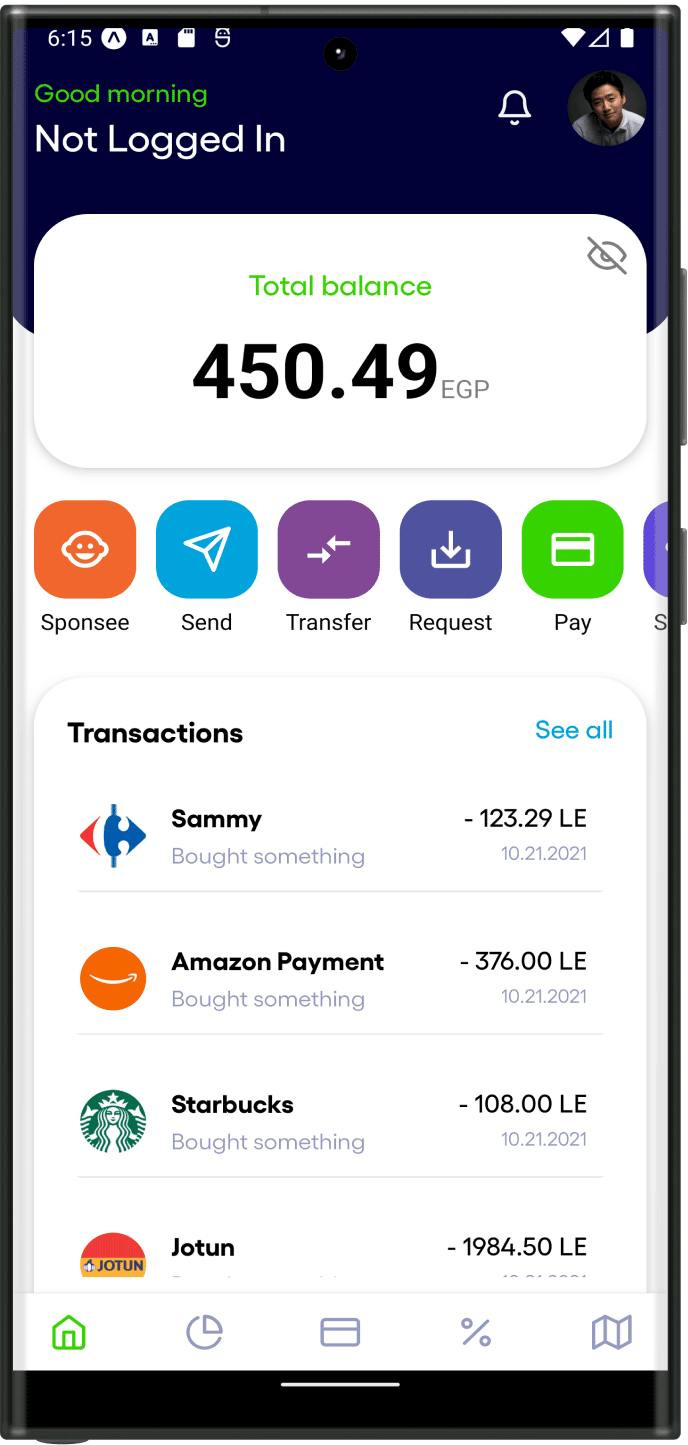 6:15
Good morning
Not Logged In
Total balance
450.49 EGP
Sponsee Send Transfer Request Pay S
Transactions See all
Sammy - 123.29 LE
Bought something 10.21.2021
Amazon Payment - 376.00 LE
Bought something 10.21.2021
Starbucks - 108.00 LE
Bought something 10.21.2021
Jotun - 1984.50 LE
JOTUN